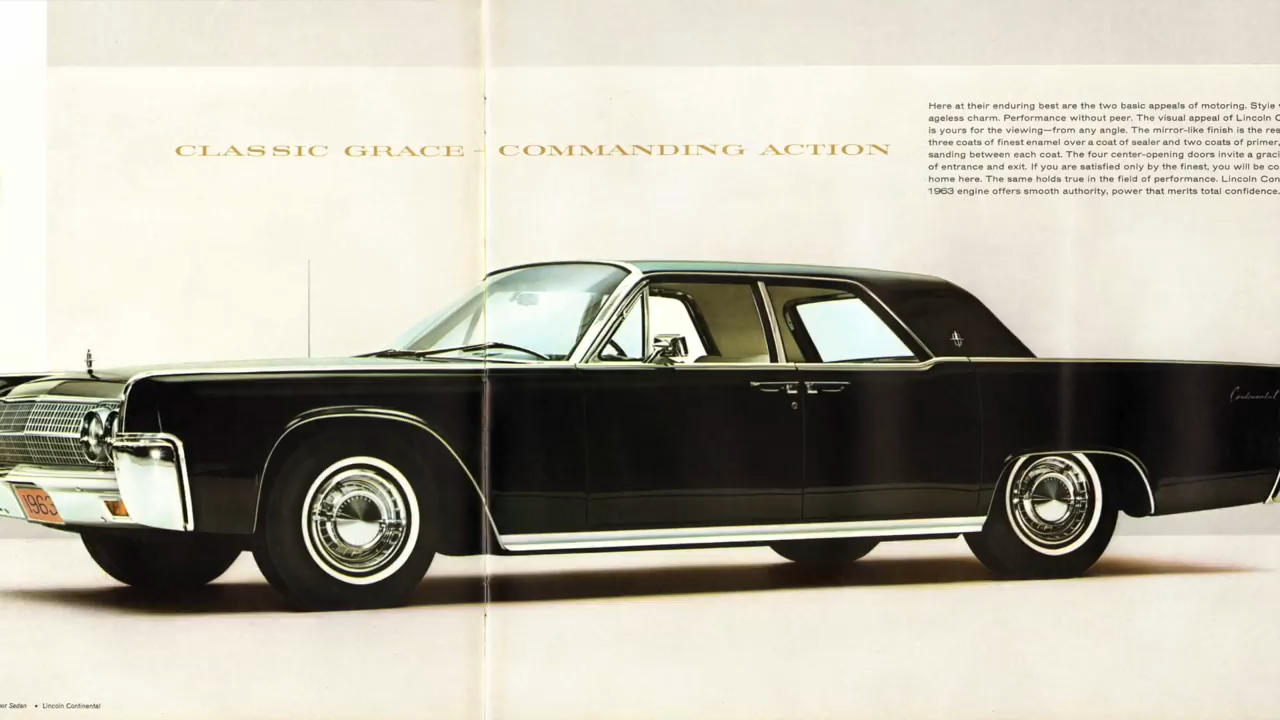 CLASSIC GRACE - COMMANDING ACTION
Here at their enduring best are the two basic appeals of motoring. Style
ageless charm. Performance without peer. The visual appeal of Lincoln C
is yours for the viewing—from any angle. The mirror-like finish is the
three coats of finest enamel over a coat of sealer and two coats of primer,
sanding between each coat. The four center-opening doors invite a
of entrance and exit. If you are satisfied only by the finest, you will be
home here. The same holds true in the field of performance. Lincoln
1963 engine offers smooth authority, power that merits total confidence.
Continental
1963
Sedan • Lincoln Continental